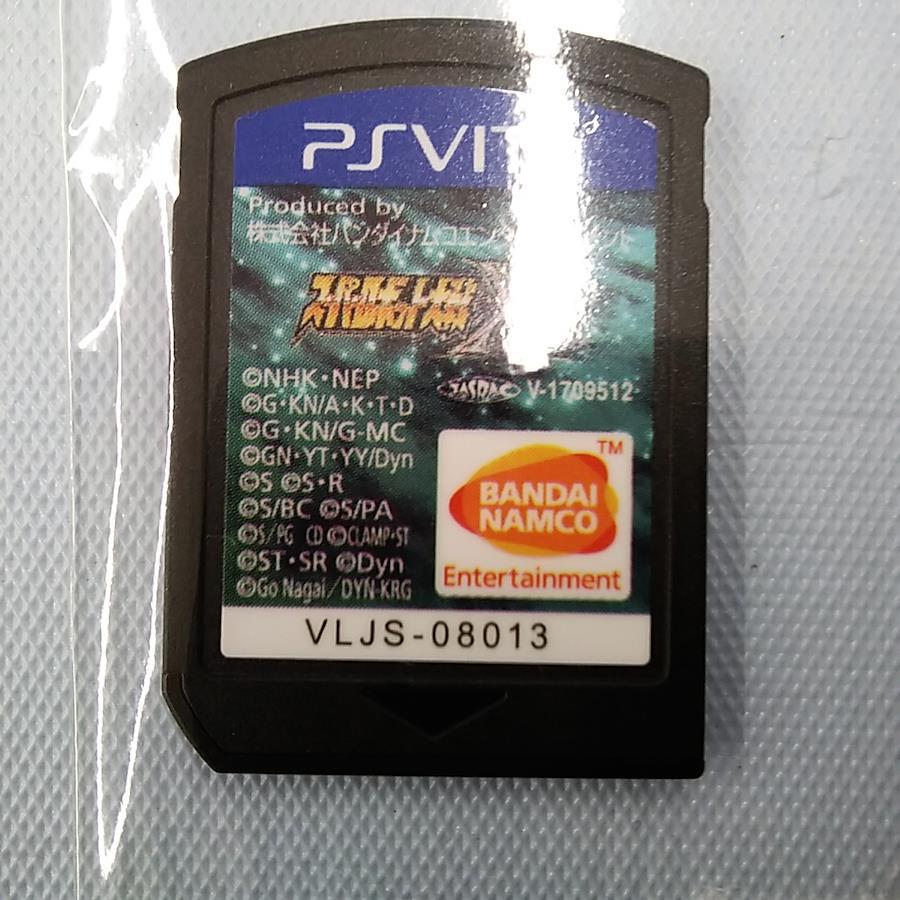 PSVIT
Produced by
株式会社バンダイナムコエン
©NHK・NEP
©G・KN/A・K・T・D
©G・KN/G-MC
©GN・YT・YY/Dyn
©S ©S・R
©S/BC ©S/PA
©S/PG CD ©CLAMP・ST
©ST・SR ©Dyn
©Go Nagai/DYN-KRG
JASRAC V-1709512
TM
BANDAI
NAMCO
Entertainment
VLJS-08013